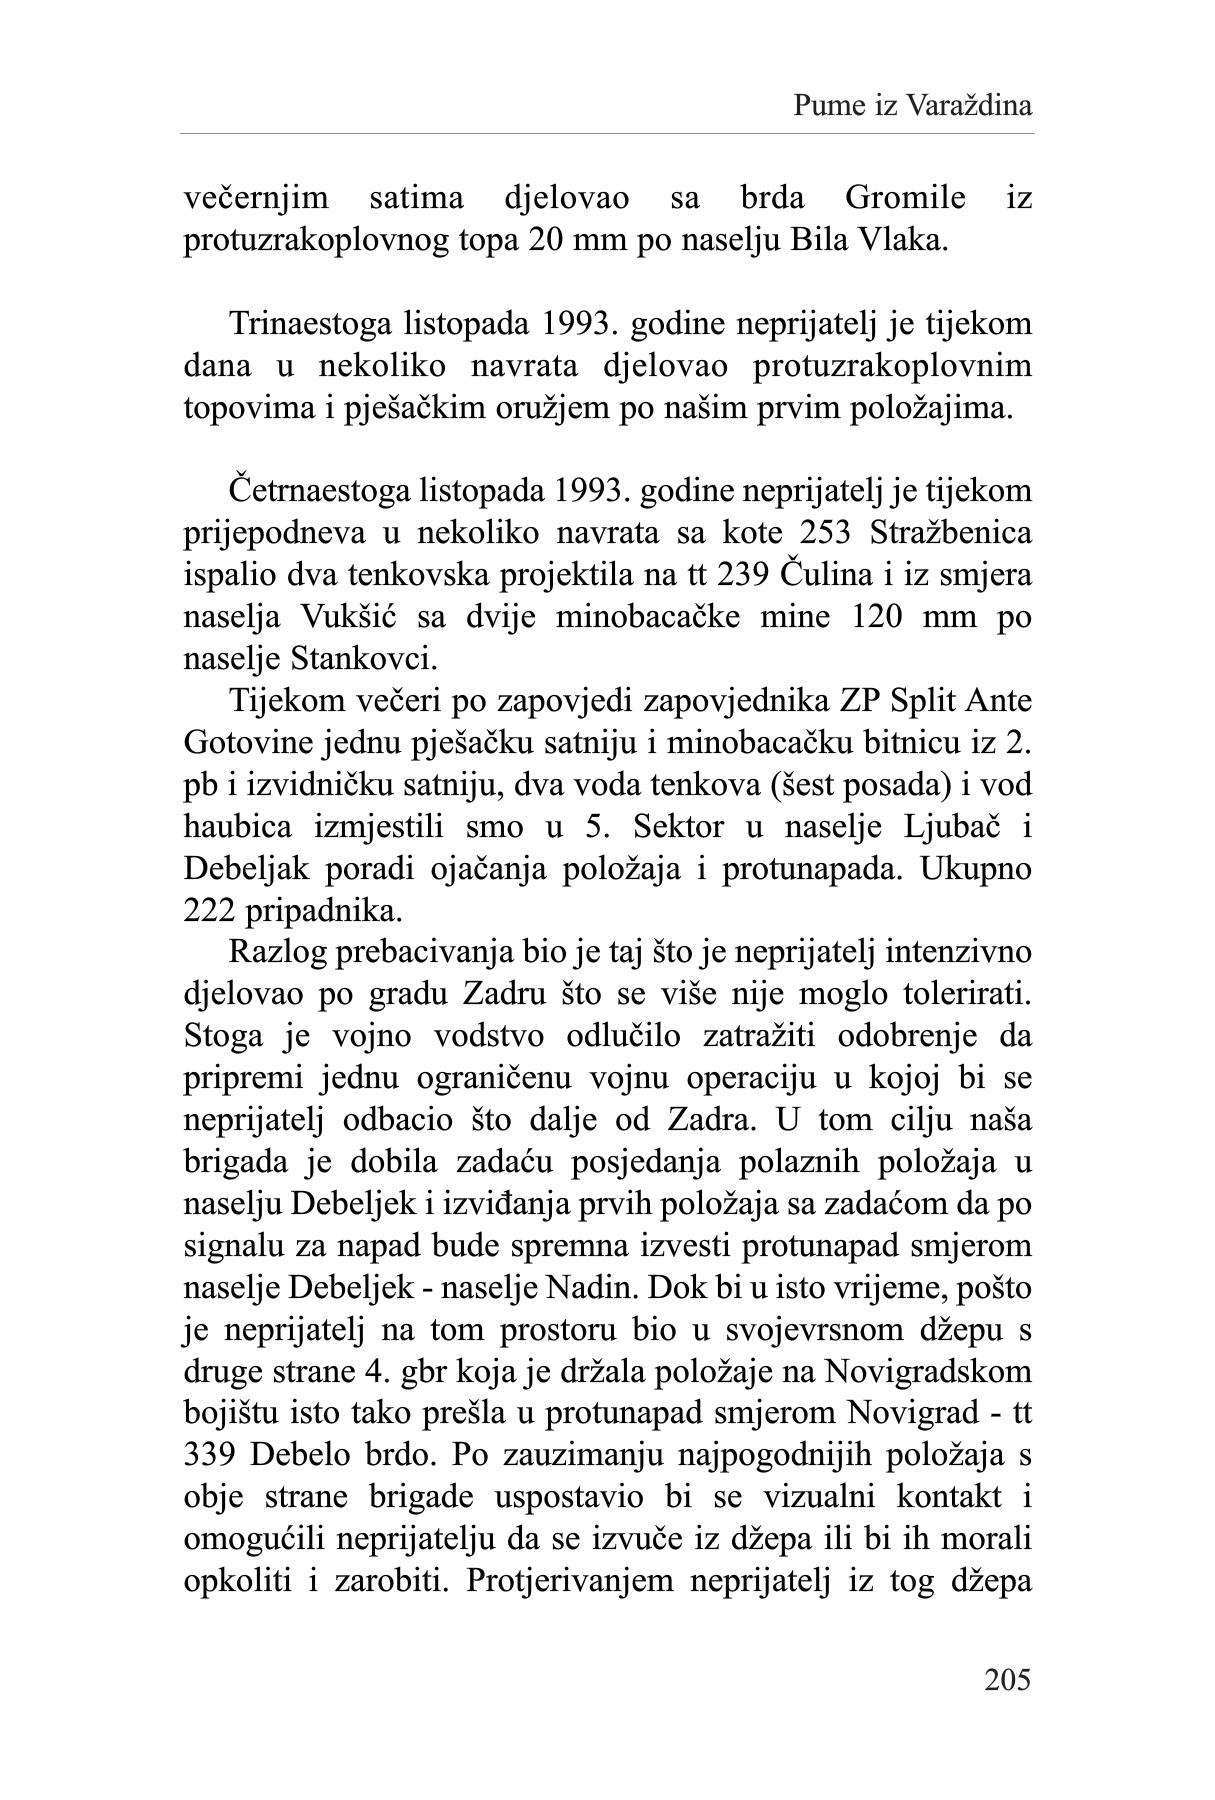 Pume iz Varaždina
večernjim satima djelovao sa brda Gromile iz
protuzrakoplovnog topa 20 mm po naselju Bila Vlaka.
Trinaestoga listopada 1993. godine neprijatelj je tijekom
dana u nekoliko navrata djelovao protuzrakoplovnim
topovima i pješačkim oružjem po našim prvim položajima.
Četrnaestoga listopada 1993. godine neprijatelj je tijekom
prijepodneva u nekoliko navrata sa kote 253 Stražbenica
ispalio dva tenkovska projektila na tt 239 Čulina i iz smjera
naselja Vukšić sa dvije minobacačke mine 120 mm po
naselje Stankovci.
Tijekom večeri po zapovjedi zapovjednika ZP Split Ante
Gotovine jednu pješačku satniju i minobacačku bitnicu iz 2.
pb i izvidničku satniju, dva voda tenkova (šest posada) i vod
haubica izmjestili smo u 5. Sektor u naselje Ljubač i
Debeljak poradi ojačanja položaja i protunapada. Ukupno
222 pripadnika.
Razlog prebacivanja bio je taj što je neprijatelj intenzivno
djelovao po gradu Zadru što se više nije moglo tolerirati.
Stoga je vojno vodstvo odlučilo zatražiti odobrenje da
pripremi jednu ograničenu vojnu operaciju u kojoj bi se
neprijatelj odbacio što dalje od Zadra. U tom cilju naša
brigada je dobila zadaću posjedanja polaznih položaja u
naselju Debeljek i izviđanja prvih položaja sa zadaćom da po
signalu za napad bude spremna izvesti protunapad smjerom
naselje Debeljek - naselje Nadin. Dok bi u isto vrijeme, pošto
je neprijatelj na tom prostoru bio u svojevrsnom džepu s
druge strane 4. gbr koja je držala položaje na Novigradskom
bojištu isto tako prešla u protunapad smjerom Novigrad - tt
339 Debelo brdo. Po zauzimanju najpogodnijih položaja s
obje strane brigade uspostavio bi se vizualni kontakt i
omogućili neprijatelju da se izvuče iz džepa ili bi ih morali
opkoliti i zarobiti. Protjerivanjem neprijatelj iz tog džepa
205